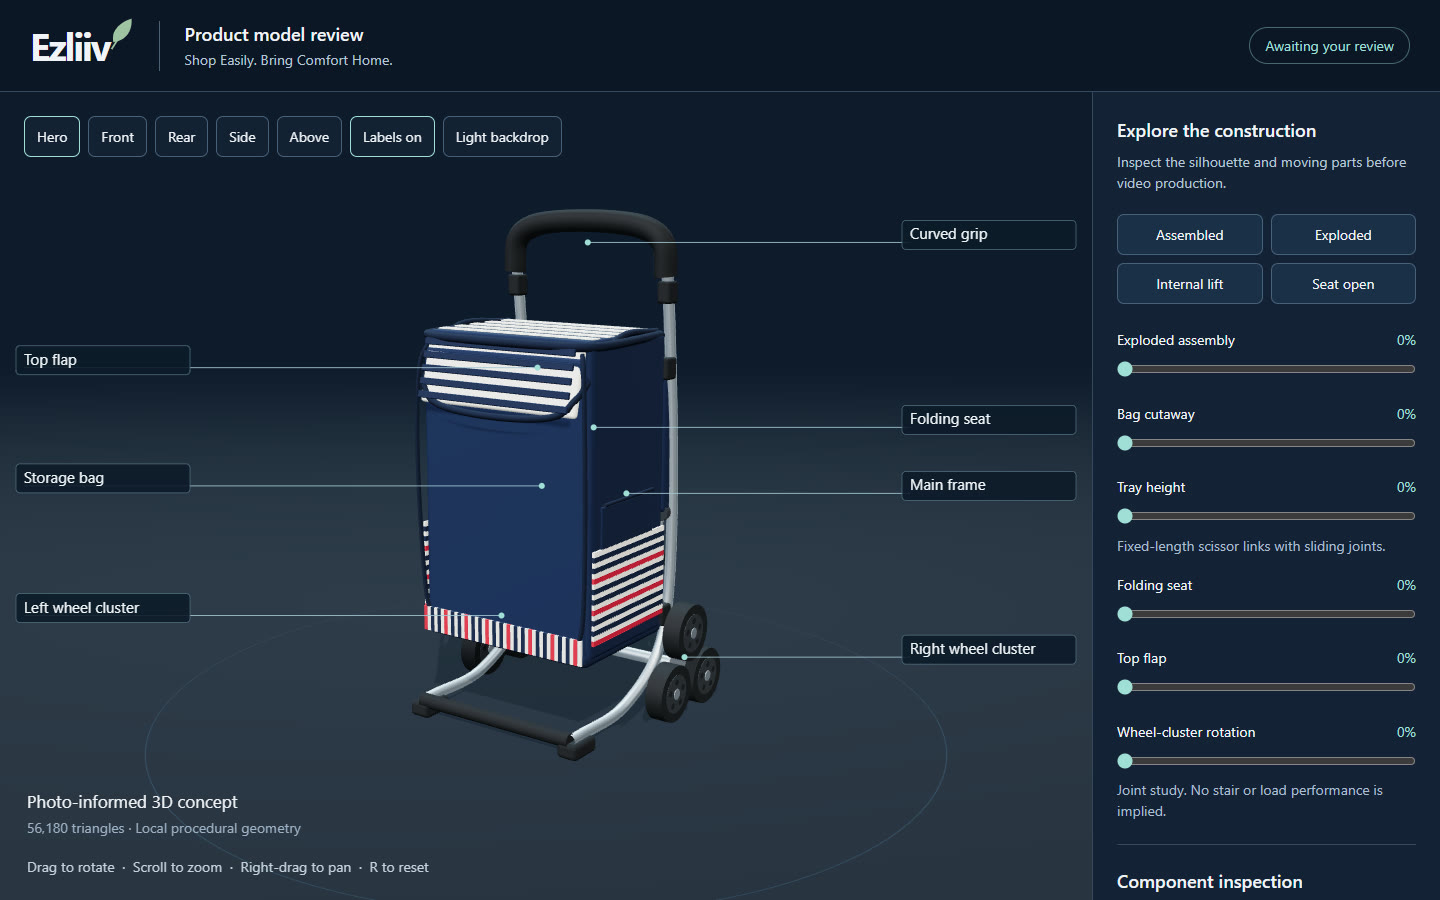 Ezliiv
Product model review
Shop Easily. Bring Comfort Home.
Awaiting your review
Hero
Front
Rear
Side
Above
Labels on
Light backdrop
Curved grip
Top flap
Folding seat
Storage bag
Main frame
Left wheel cluster
Right wheel cluster
Photo-informed 3D concept
56,180 triangles · Local procedural geometry
Drag to rotate · Scroll to zoom · Right-drag to pan · R to reset
Explore the construction
Inspect the silhouette and moving parts before
video production.
Assembled
Exploded
Internal lift
Seat open
Exploded assembly 0%
Bag cutaway 0%
Tray height 0%
Fixed-length scissor links with sliding joints.
Folding seat 0%
Top flap 0%
Wheel-cluster rotation 0%
Joint study. No stair or load performance is
implied.
Component inspection